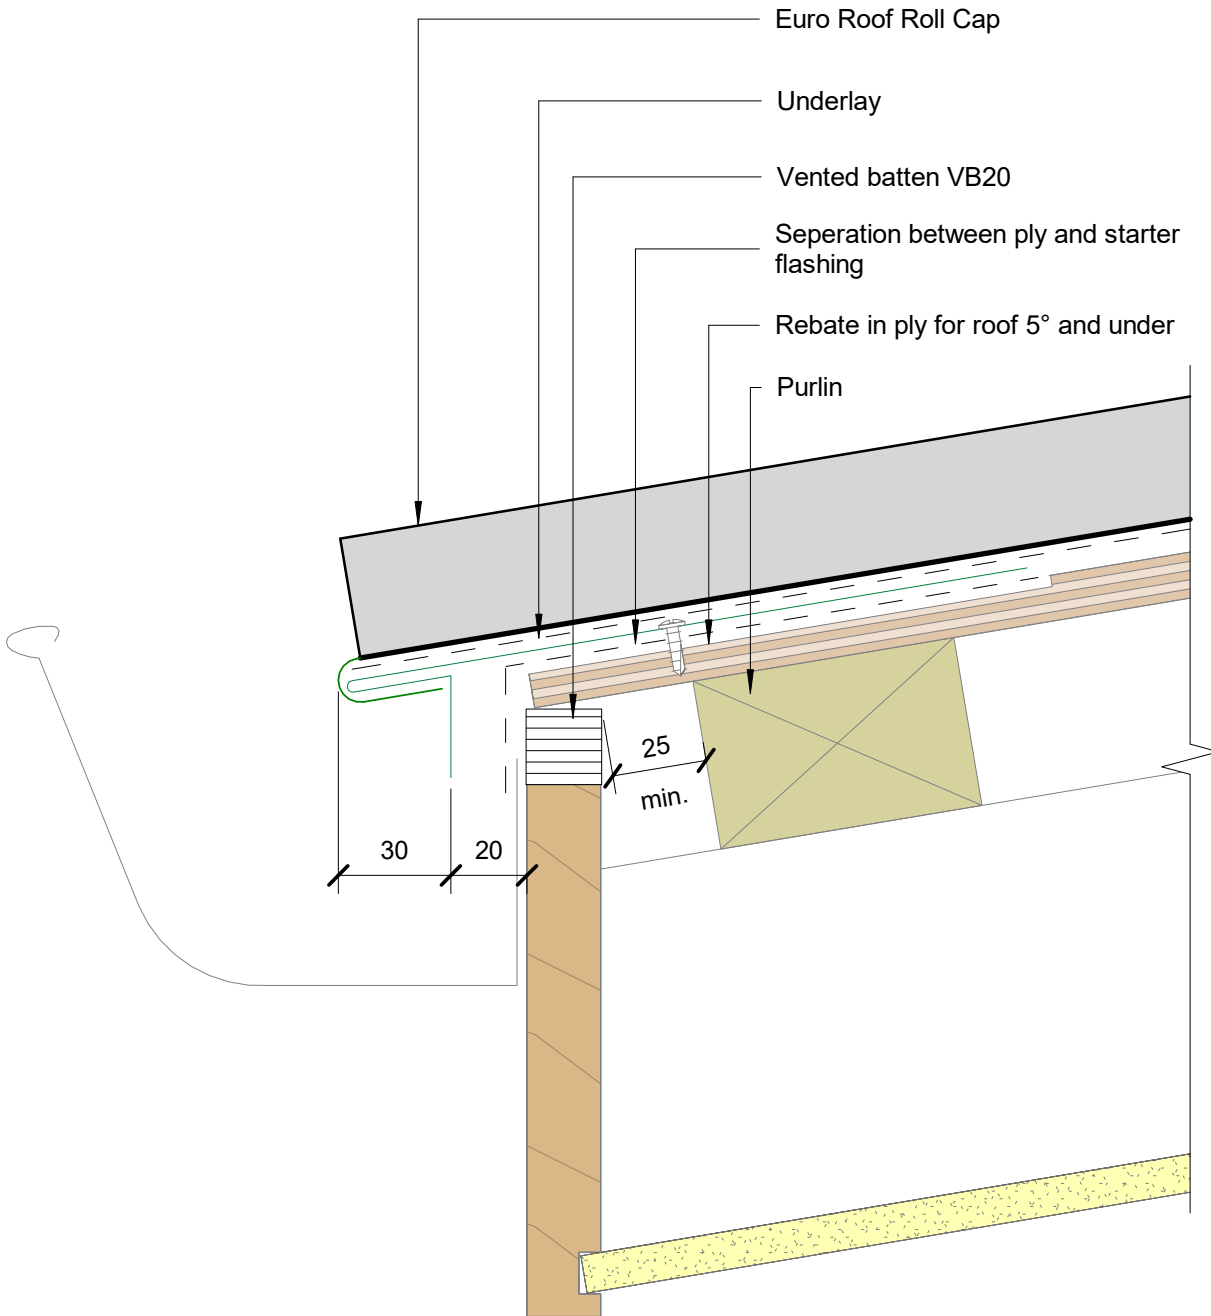 Euro Roof Roll Cap
Underlay
Vented batten VB20
Seperation between ply and starter
flashing
Rebate in ply for roof 5° and under
Purlin
25
min.
30
20